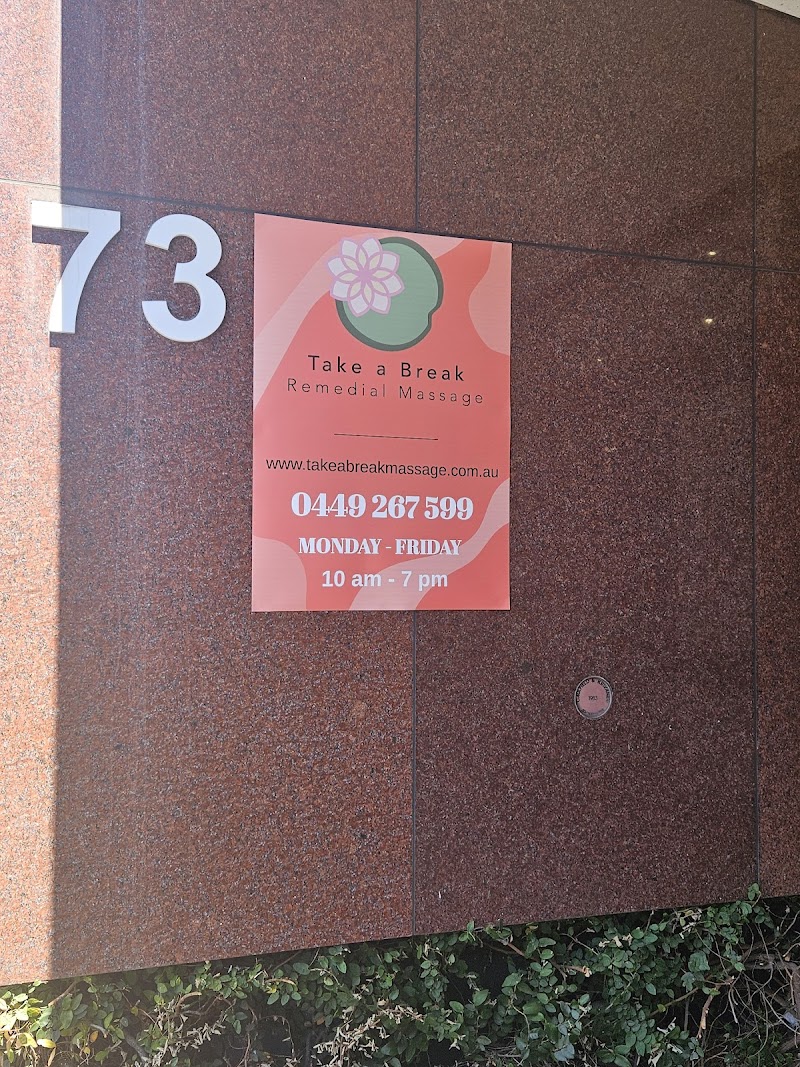 73
Take a Break
Remedial Massage
www.takeabreakmassage.com.au
0449 267 599
MONDAY - FRIDAY
10 am - 7 pm